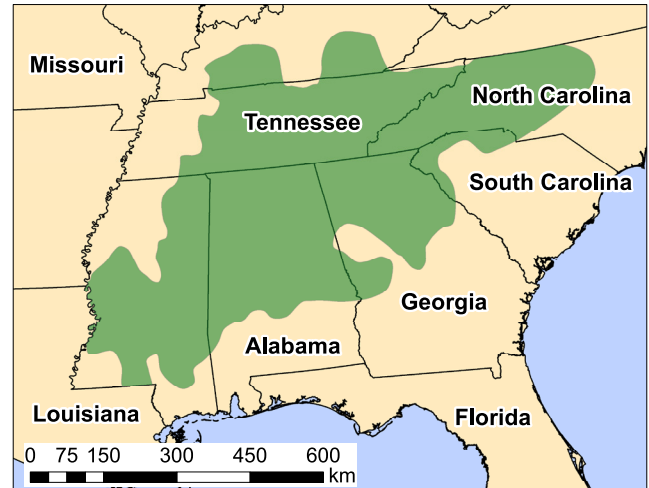 Missouri
North Carolina
Tennessee
South Carolina
Georgia
Alabama
Louisiana
Florida
0 75 150 300 450 600
km